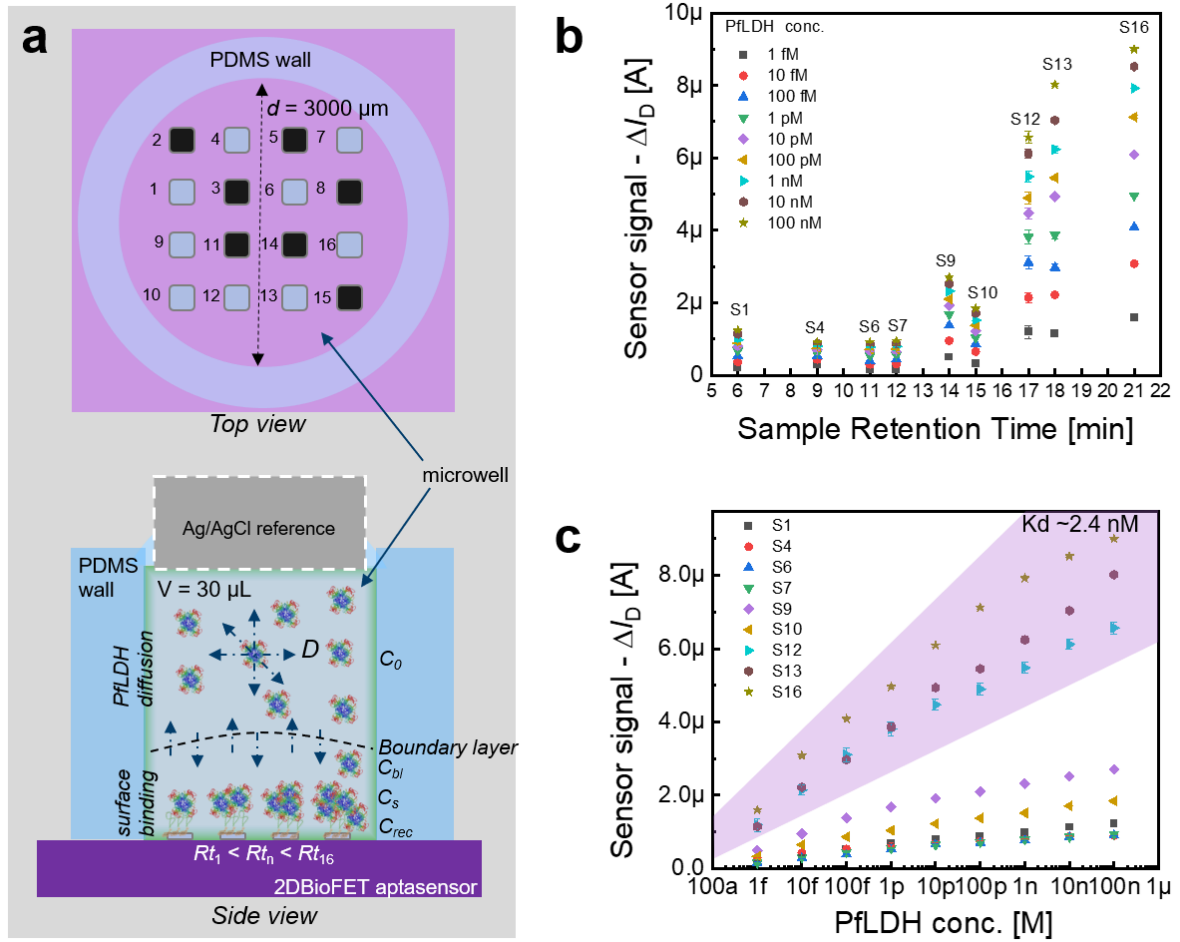 a
PDMS wall
d = 3000 µm
2 4 5 7
1 3 6 8
9 11 14 16
10 12 13 15
Top view
microwell
Ag/AgCl reference
PDMS
wall
V = 30 µL
D
C0
PfLDH
diffusion
Boundary layer
Cbl
Cs
Crec
surface
binding
Rt1 < Rtn < Rt16
2DBioFET aptasensor
Side view
b
PfLDH conc.
1 fM
10 fM
100 fM
1 pM
10 pM
100 pM
1 nM
10 nM
100 nM
S1
S4
S6
S7
S9
S10
S12
S13
S16
10µ
8µ
6µ
4µ
2µ
0
Sensor signal - ΔID [A]
5 6 7 8 9 10 11 12 13 14 15 16 17 18 19 20 21 22
Sample Retention Time [min]
c
S1
S4
S6
S7
S9
S10
S12
S13
S16
Kd ~2.4 nM
8.0µ
6.0µ
4.0µ
2.0µ
0.0
Sensor signal - ΔID [A]
100a 1f 10f 100f 1p 10p 100p 1n 10n 100n 1µ
PfLDH conc. [M]